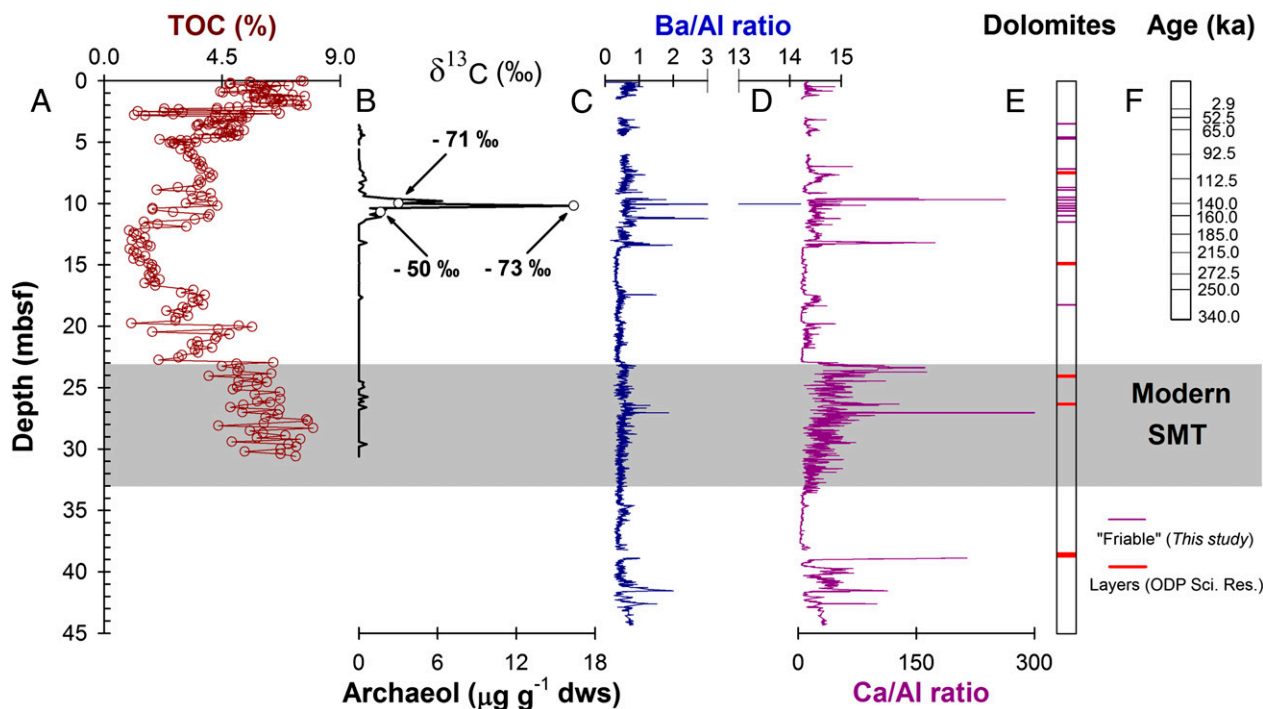 TOC (%)
Ba/Al ratio
Dolomites
Age (ka)
0.0 4.5 9.0
δ¹³C (‰)
0 1 2 3 13 14 15
A B C D E F
0
5
10
15
20
25
30
35
40
45
Depth (mbsf)
- 71 ‰
- 50 ‰
- 73 ‰
2.9
52.5
65.0
92.5
112.5
140.0
160.0
185.0
215.0
272.5
250.0
340.0
Modern
SMT
"Friable" (This study)
Layers (ODP Sci. Res.)
0 6 12 18
Archaeol (μg g⁻¹ dws)
0 150 300
Ca/Al ratio